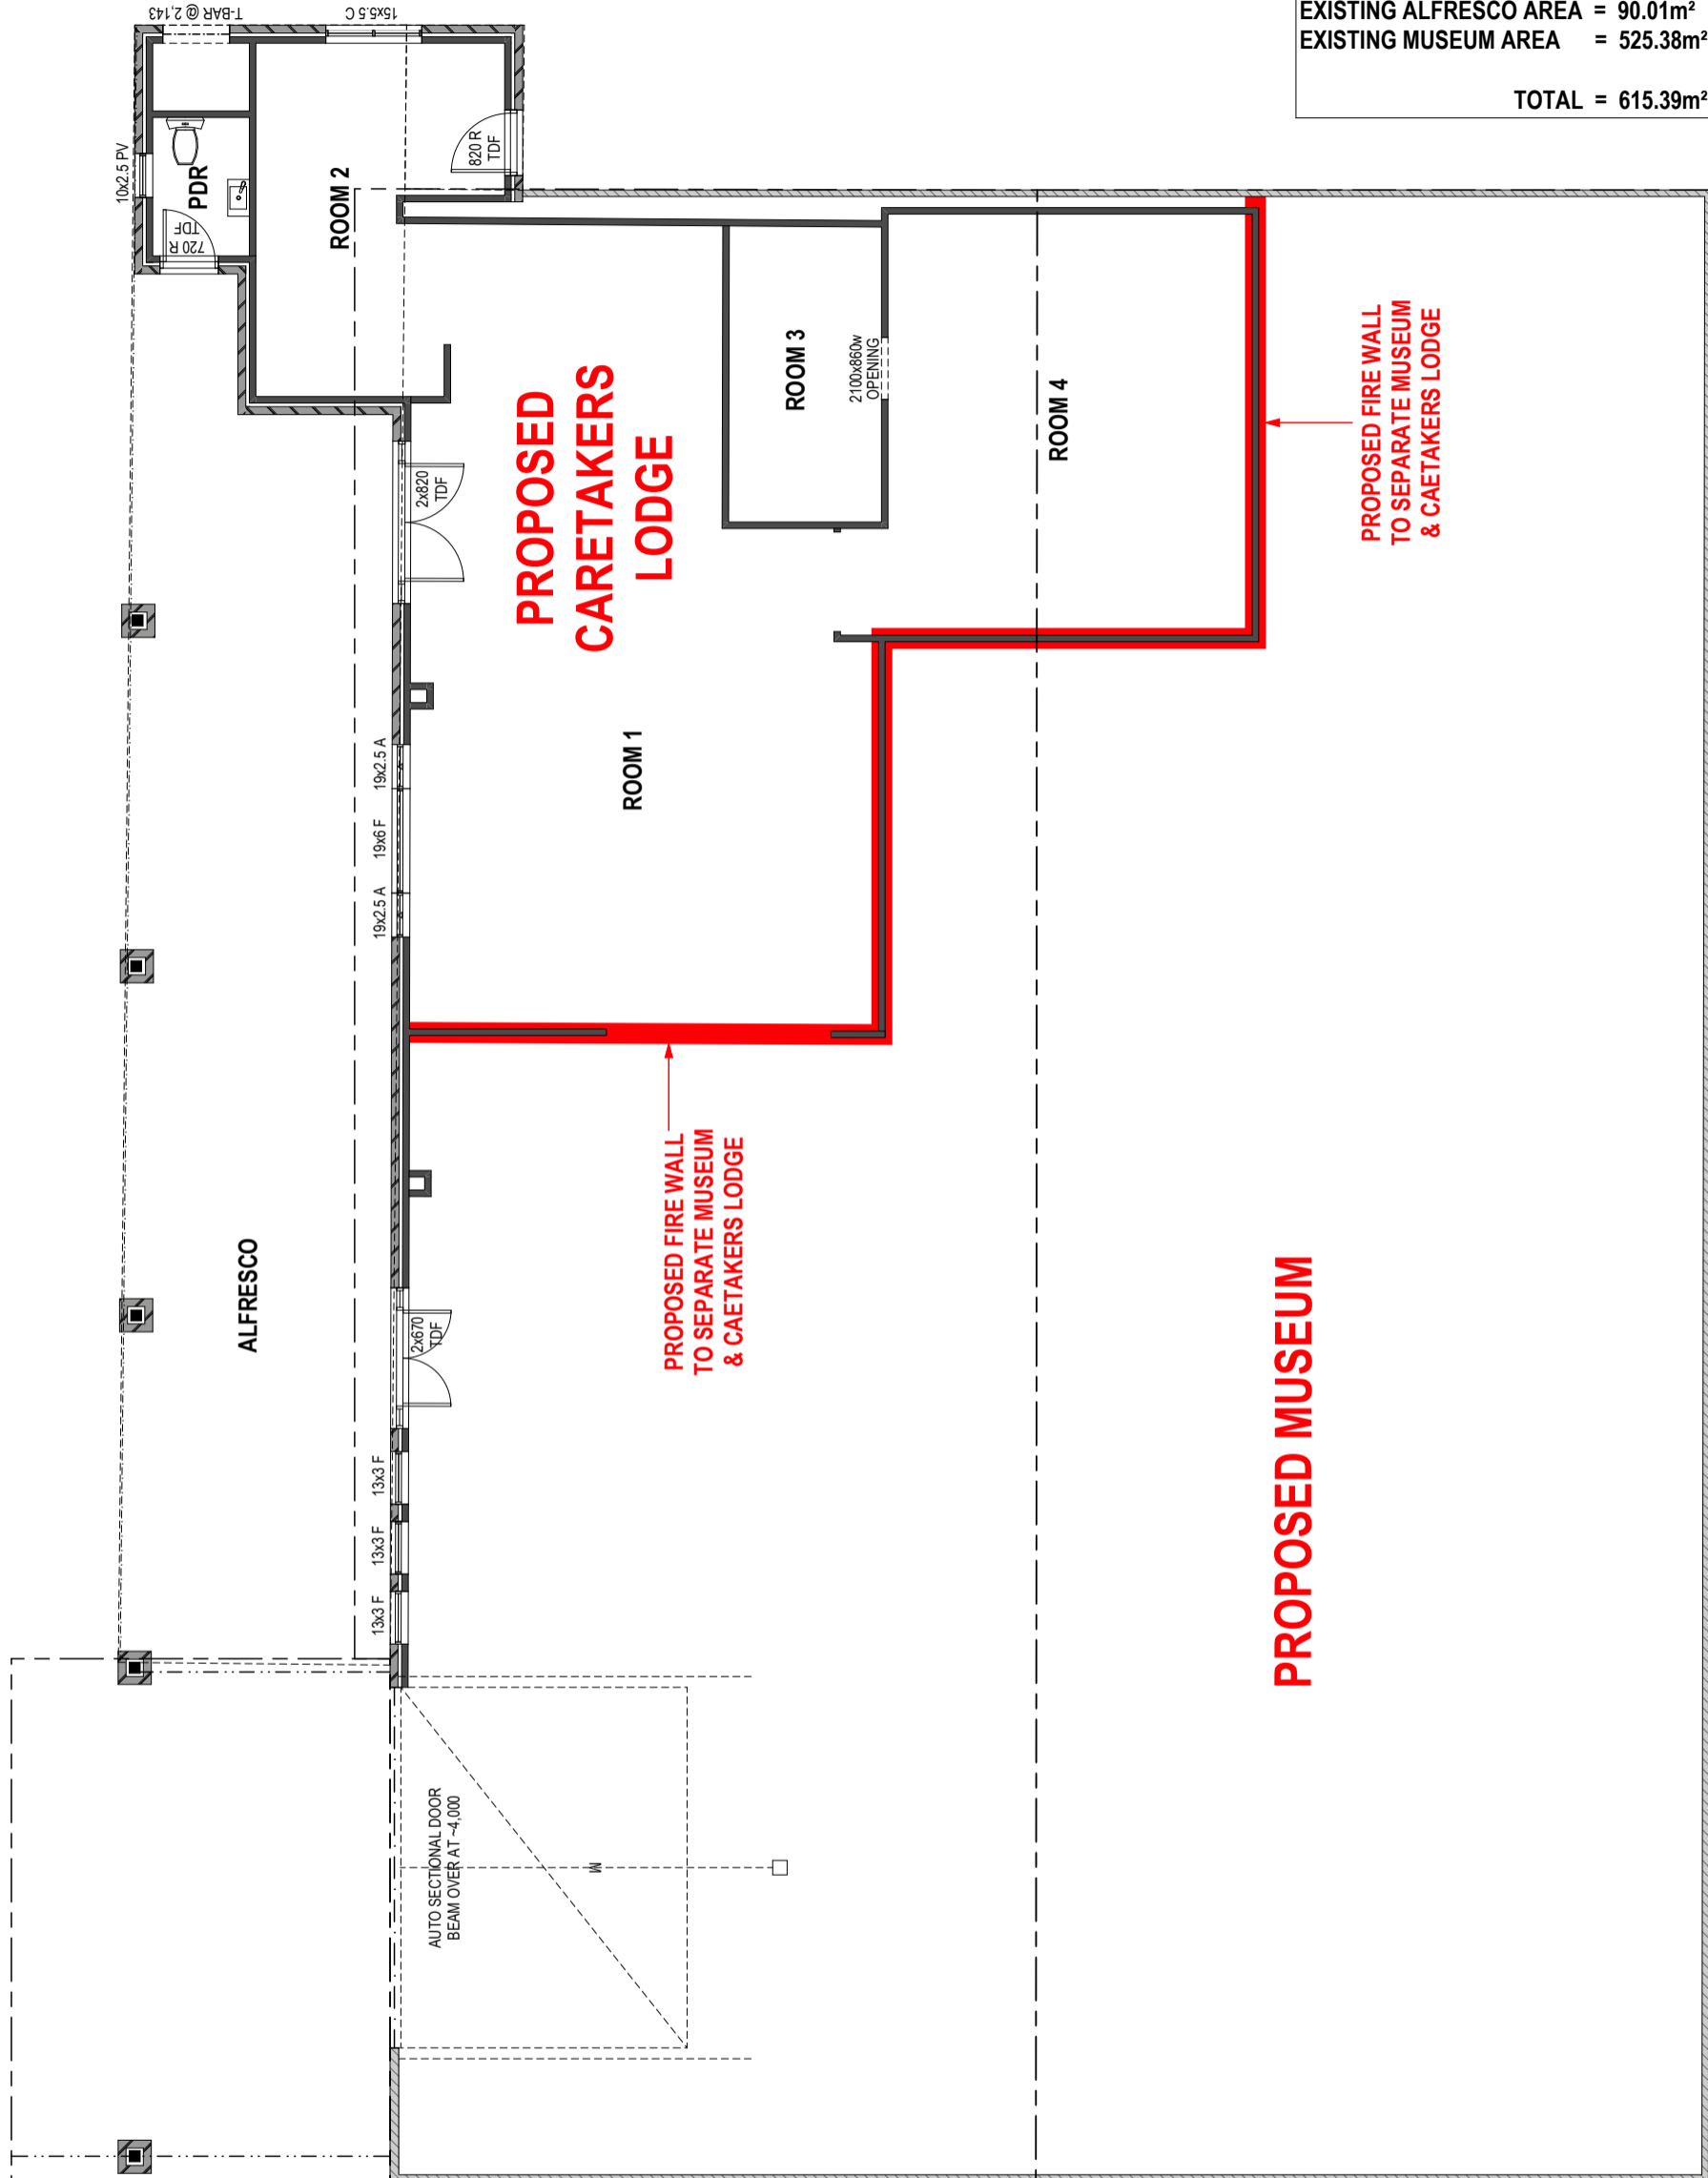 EXISTING ALFRESCO AREA = 90.01m²
EXISTING MUSEUM AREA = 525.38m²
TOTAL = 615.39m²
T-BAR @ 2,143
15x5.5 C
10x2.5 PV
PDR
720 R
TDF
ROOM 2
820 R
TDF
2x820
TDF
PROPOSED
CARETAKERS
LODGE
ROOM 3
2100x860w
OPENING
ROOM 4
PROPOSED FIRE WALL
TO SEPARATE MUSEUM
& CAETAKERS LODGE
19x2.5 A
19x6 F
19x2.5 A
ROOM 1
ALFRESCO
2x670
TDF
PROPOSED FIRE WALL
TO SEPARATE MUSEUM
& CAETAKERS LODGE
13x3 F
13x3 F
13x3 F
PROPOSED MUSEUM
AUTO SECTIONAL DOOR
BEAM OVER AT ~4,000
M